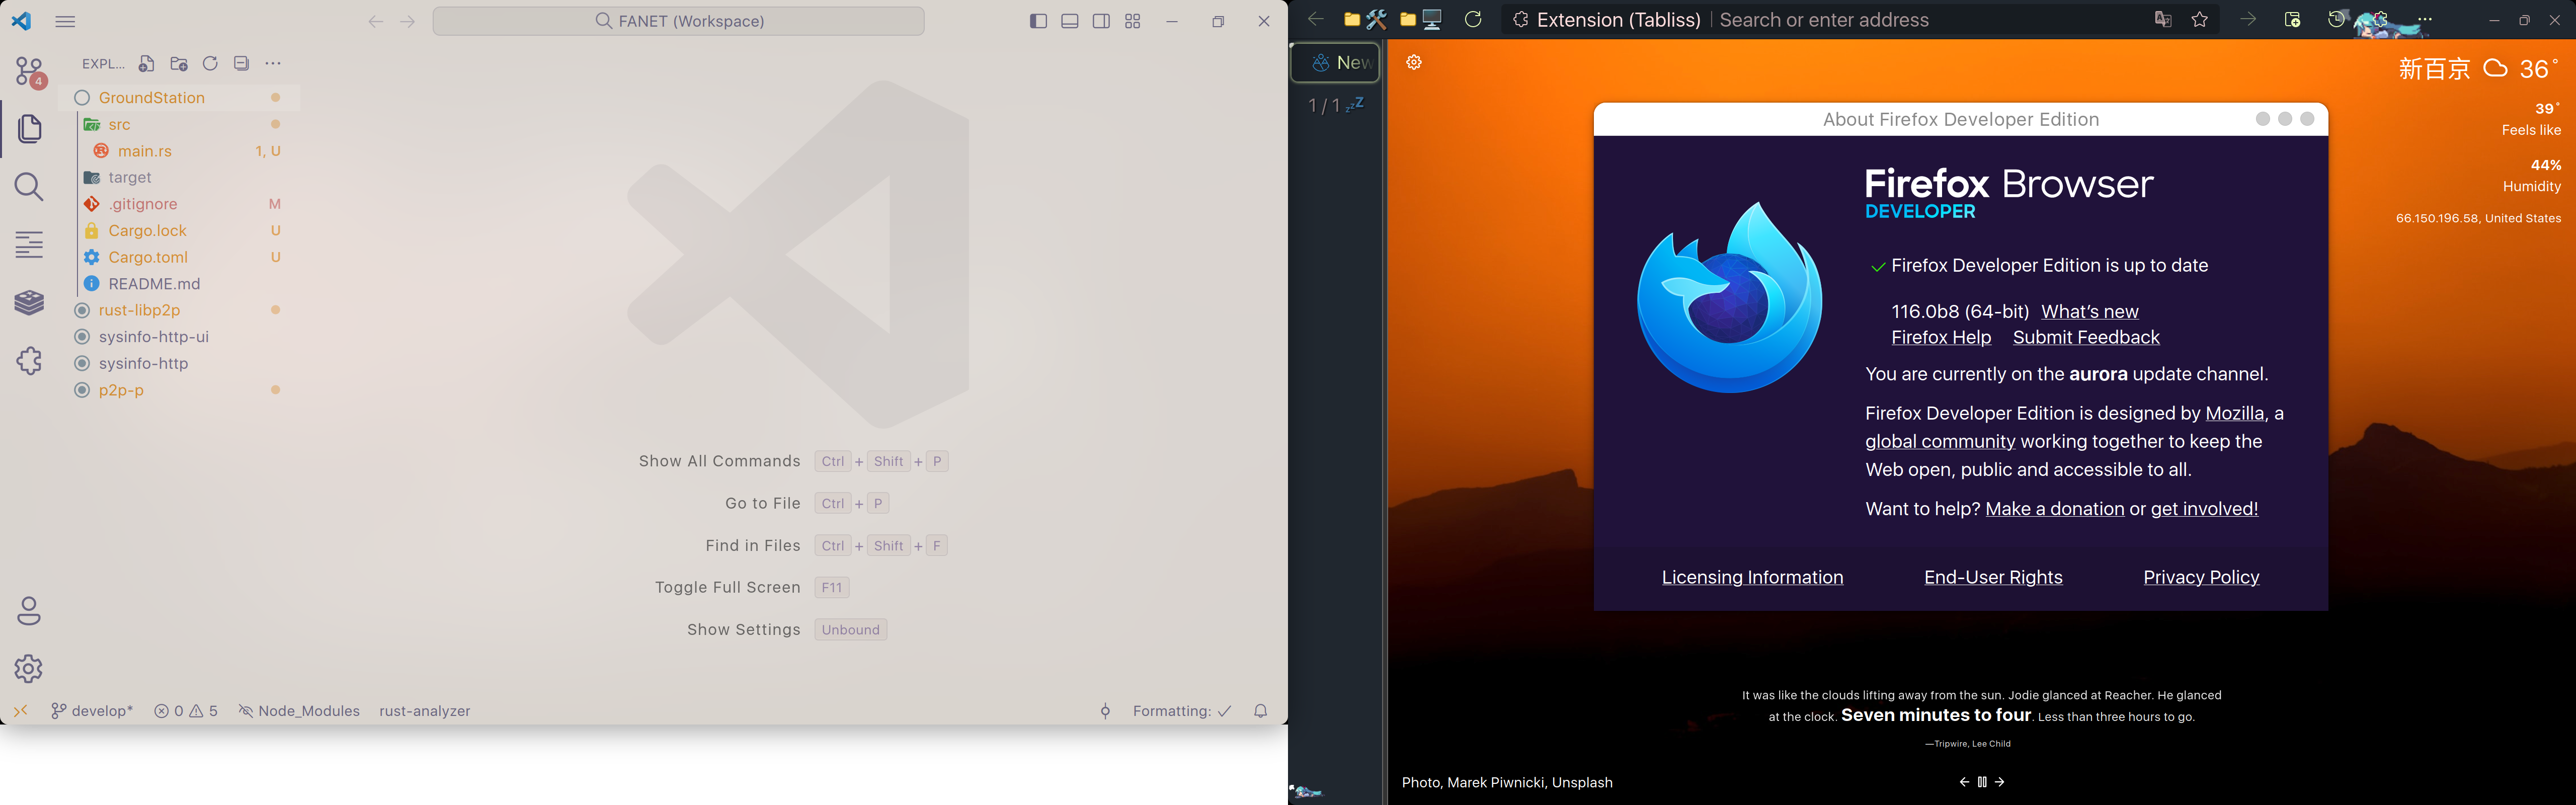 FANET (Workspace)
EXPL...
4
GroundStation
src
main.rs 1, U
target
.gitignore M
Cargo.lock U
Cargo.toml U
README.md
rust-libp2p
sysinfo-http-ui
sysinfo-http
p2p-p
Show All Commands Ctrl + Shift + P
Go to File Ctrl + P
Find in Files Ctrl + Shift + F
Toggle Full Screen F11
Show Settings Unbound
develop* 0 5 Node_Modules rust-analyzer Formatting:
Extension (Tabliss) Search or enter address
New
1/1 zzZ
新百京 36°
39°
Feels like
44%
Humidity
66.150.196.58, United States
About Firefox Developer Edition
Firefox Browser
DEVELOPER
Firefox Developer Edition is up to date
116.0b8 (64-bit) What's new
Firefox Help Submit Feedback
You are currently on the aurora update channel.
Firefox Developer Edition is designed by Mozilla, a
global community working together to keep the
Web open, public and accessible to all.
Want to help? Make a donation or get involved!
Licensing Information End-User Rights Privacy Policy
It was like the clouds lifting away from the sun. Jodie glanced at Reacher. He glanced
at the clock. Seven minutes to four. Less than three hours to go.
—Tripwire, Lee Child
Photo, Marek Piwnicki, Unsplash